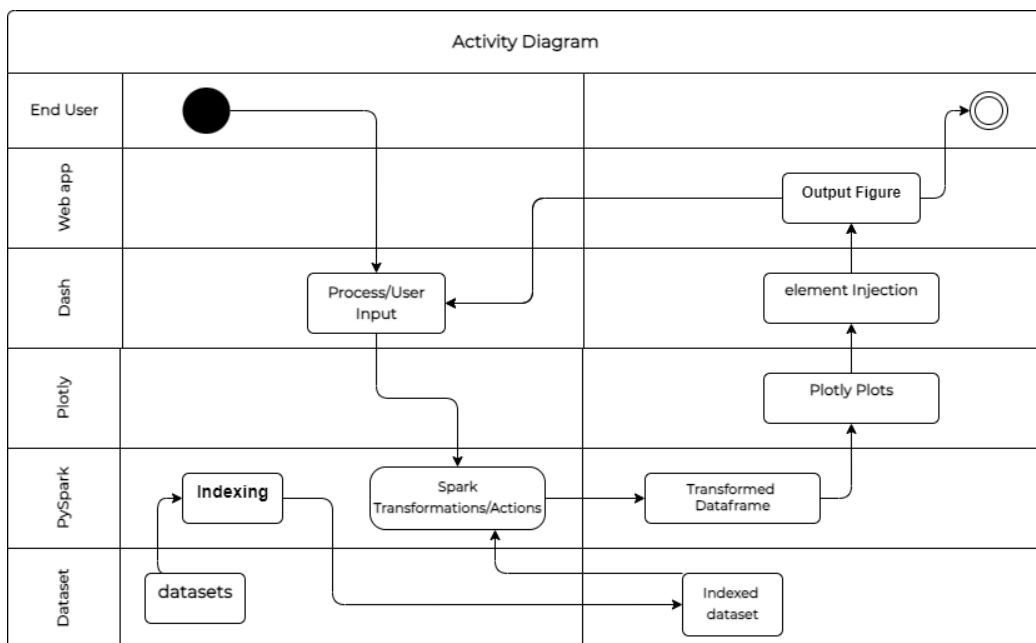 Activity Diagram
End User
Web app
Output Figure
Dash
Process/User
Input
element Injection
Plotly
Plotly Plots
PySpark
Indexing
Spark
Transformations/Actions
Transformed
Dataframe
Dataset
datasets
Indexed
dataset